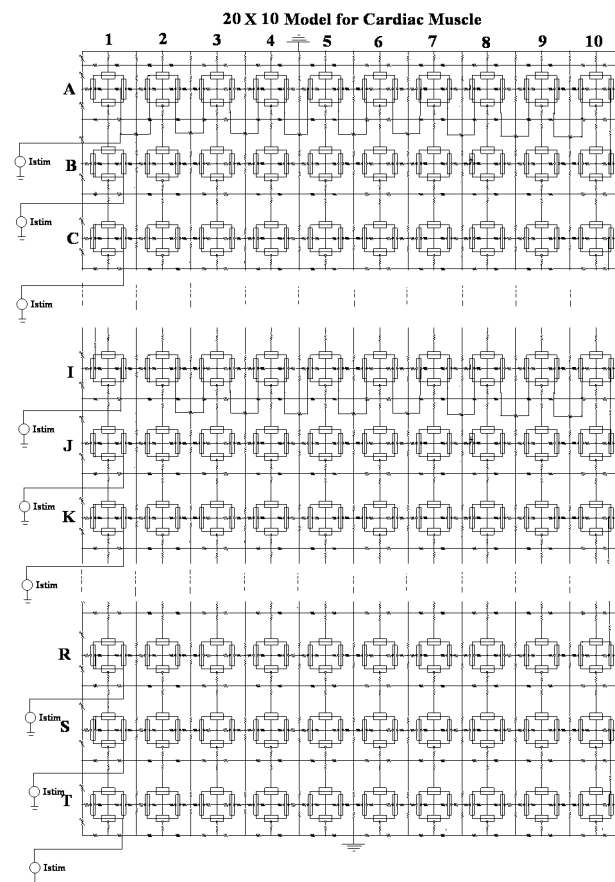 20 X 10 Model for Cardiac Muscle
1 2 3 4 5 6 7 8 9 10
A
Istim
B
Istim
C
Istim
I
Istim
J
Istim
K
Istim
R
Istim
S
Istim
T
Istim